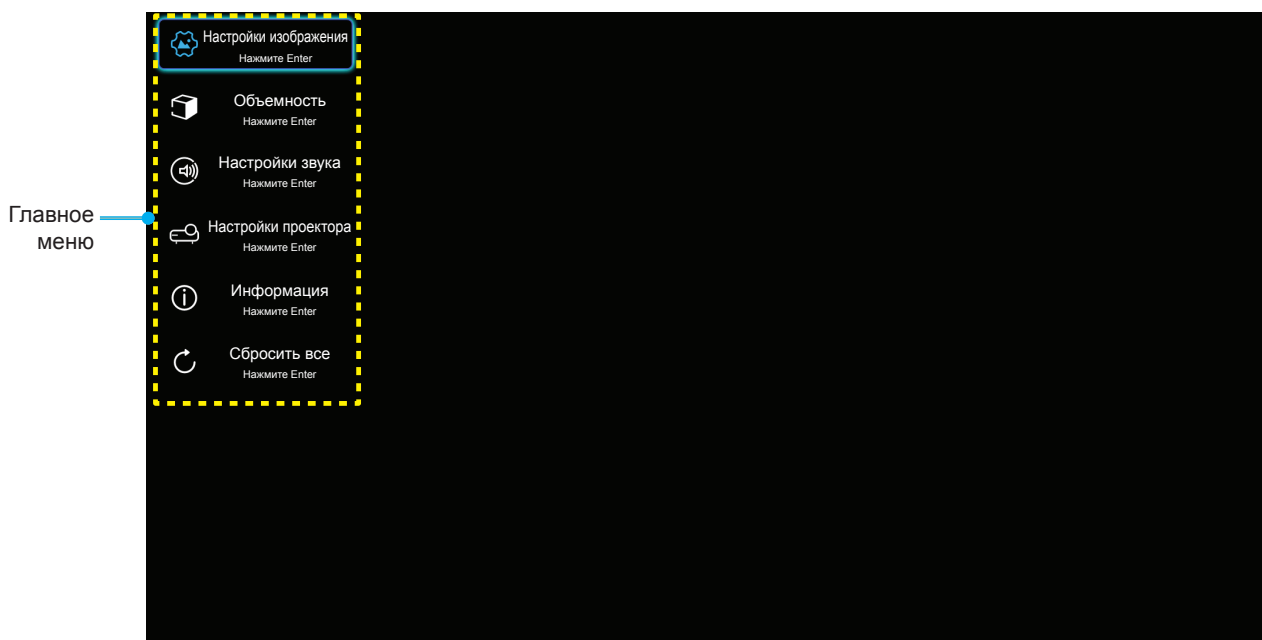 Настройки изображения
Нажмите Enter
Объемность
Нажмите Enter
Настройки звука
Нажмите Enter
Главное
меню
Настройки проектора
Нажмите Enter
Информация
Нажмите Enter
Сбросить все
Нажмите Enter